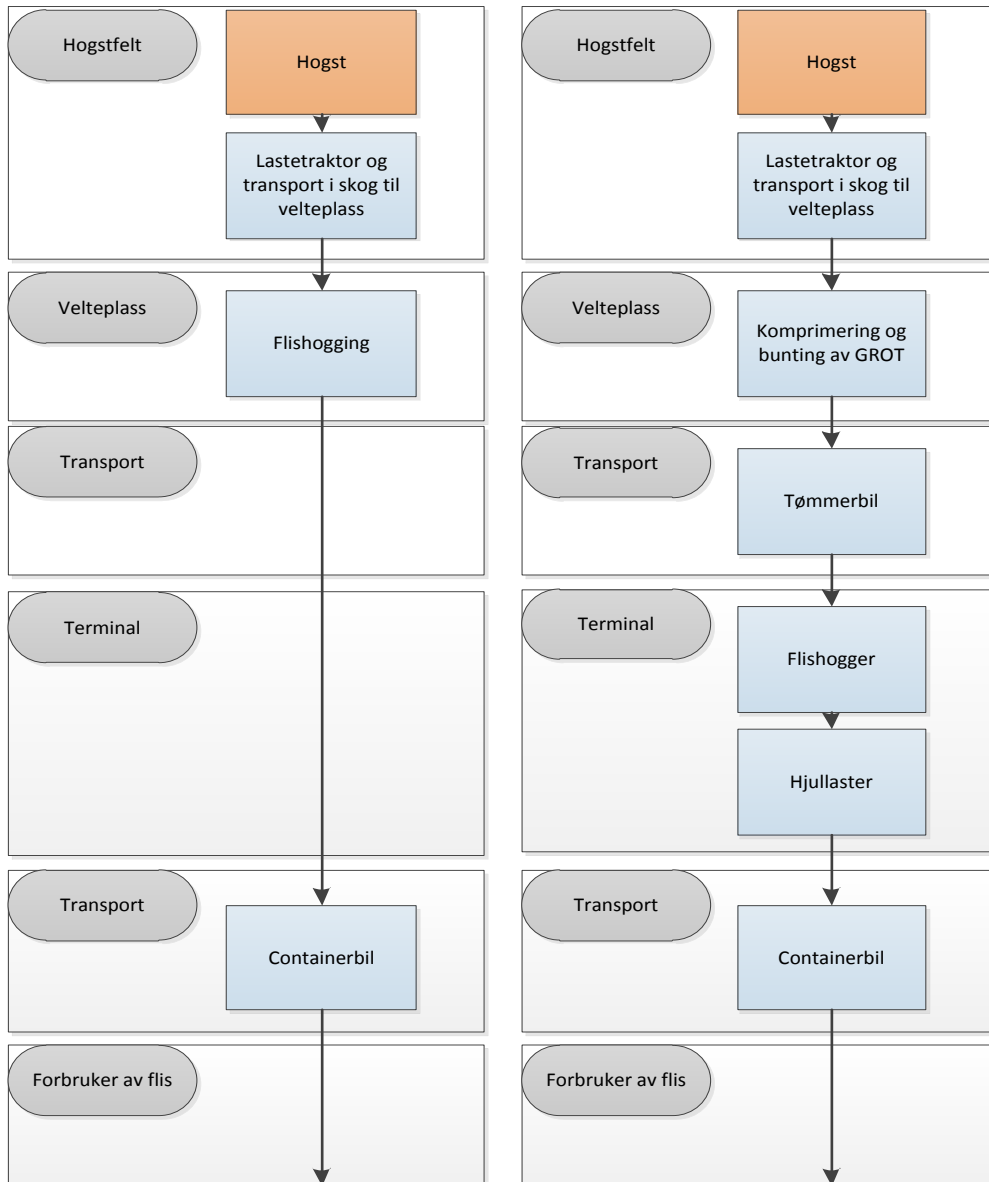 Hogstfelt
Hogst
Lastetraktor og
transport i skog til
velteplass
Velteplass
Flishogging
Transport
Terminal
Transport
Containerbil
Forbruker av flis
Hogstfelt
Hogst
Lastetraktor og
transport i skog til
velteplass
Velteplass
Komprimering og
bunting av GROT
Transport
Tømmerbil
Terminal
Flishogger
Hjullaster
Transport
Containerbil
Forbruker av flis